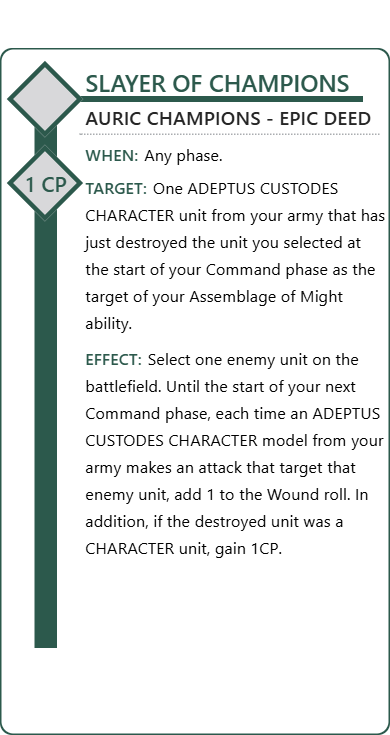 SLAYER OF CHAMPIONS
AURIC CHAMPIONS - EPIC DEED
WHEN: Any phase.
1 CP
TARGET: One ADEPTUS CUSTODES
CHARACTER unit from your army that has
just destroyed the unit you selected at
the start of your Command phase as the
target of your Assemblage of Might
ability.
EFFECT: Select one enemy unit on the
battlefield. Until the start of your next
Command phase, each time an ADEPTUS
CUSTODES CHARACTER model from your
army makes an attack that target that
enemy unit, add 1 to the Wound roll. In
addition, if the destroyed unit was a
CHARACTER unit, gain 1CP.